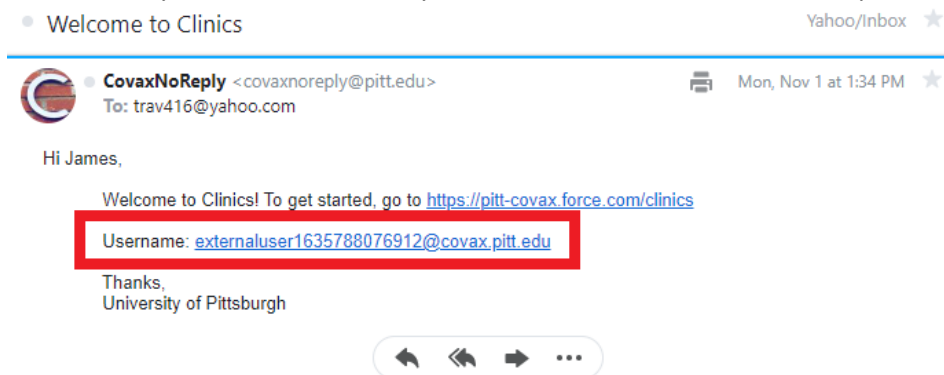 Welcome to Clinics
Yahoo/Inbox
CovaxNoReply <covaxnoreply@pitt.edu>
Mon, Nov 1 at 1:34 PM
To: trav416@yahoo.com
Hi James,
Welcome to Clinics! To get started, go to https://pitt-covax.force.com/clinics
Username: externaluser1635788076912@covax.pitt.edu
Thanks,
University of Pittsburgh